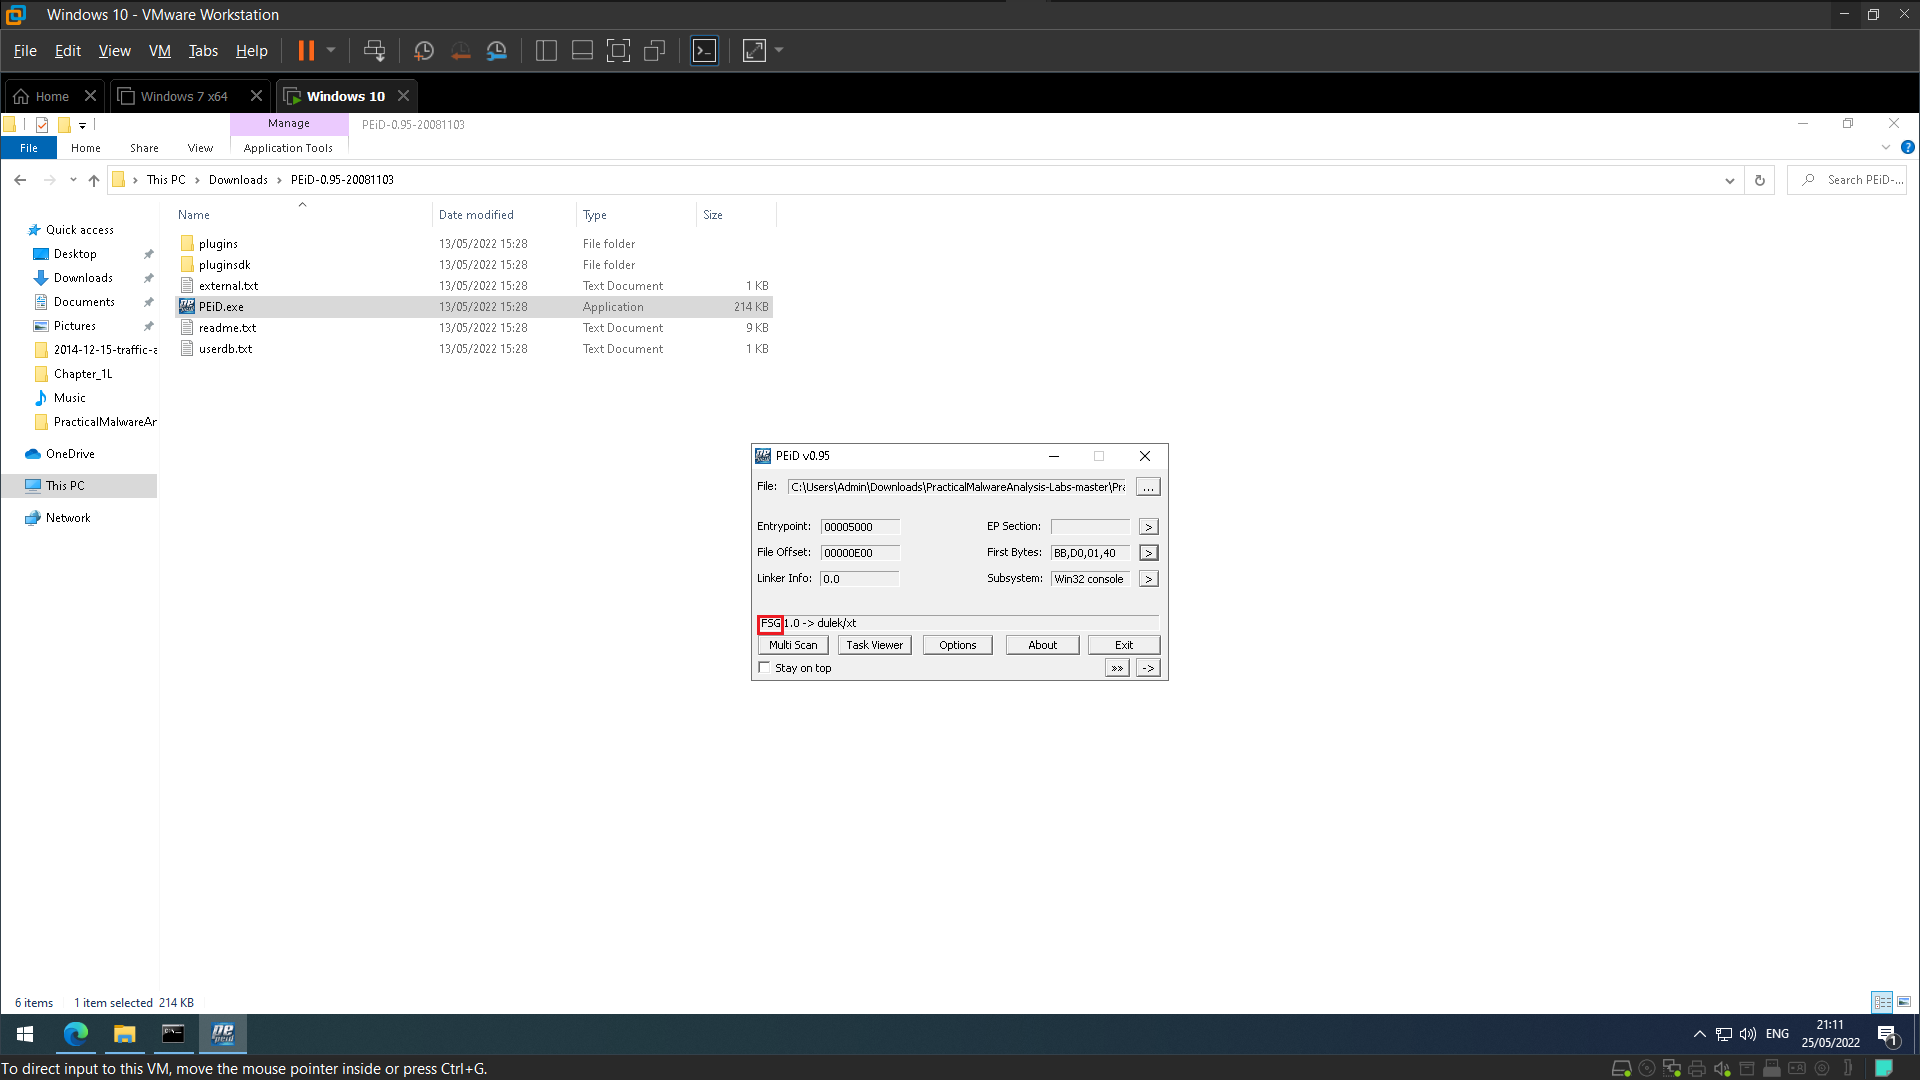 Windows 10 - VMware Workstation
File Edit View VM Tabs Help
Home Windows 7 x64 Windows 10
Manage PEiD-0.95-20081103
File Home Share View Application Tools
This PC Downloads PEiD-0.95-20081103 Search PEiD-...
Name Date modified Type Size
Quick access
Desktop
Downloads
Documents
Pictures
2014-12-15-traffic-a
Chapter_1L
Music
PracticalMalwareAr
OneDrive
This PC
Network
plugins 13/05/2022 15:28 File folder
pluginsdk 13/05/2022 15:28 File folder
external.txt 13/05/2022 15:28 Text Document 1 KB
PEiD.exe 13/05/2022 15:28 Application 214 KB
readme.txt 13/05/2022 15:28 Text Document 9 KB
userdb.txt 13/05/2022 15:28 Text Document 1 KB
PEiD v0.95
File: C:\Users\Admin\Downloads\PracticalMalwareAnalysis-Labs-master\Pra ...
Entrypoint: 00005000 EP Section: >
File Offset: 00000E00 First Bytes: BB,D0,01,40 >
Linker Info: 0.0 Subsystem: Win32 console >
FSG 1.0 -> dulek/xt
Multi Scan Task Viewer Options About Exit
Stay on top >> ->
6 items 1 item selected 214 KB
ENG 21:11
25/05/2022 1
To direct input to this VM, move the mouse pointer inside or press Ctrl+G.